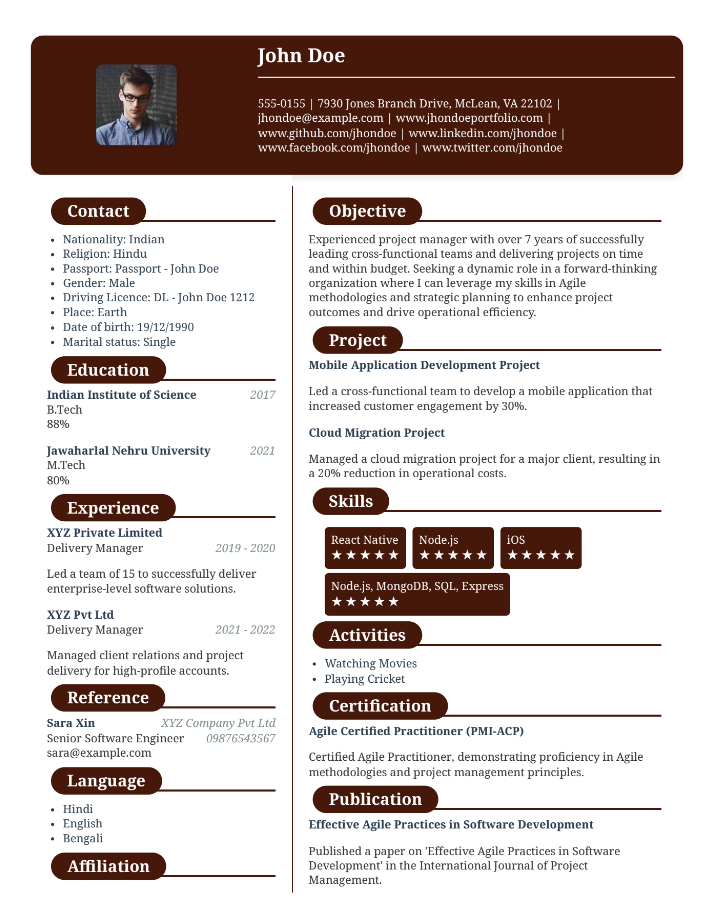 John Doe
555-0155 | 7930 Jones Branch Drive, McLean, VA 22102 |
jhondoe@example.com | www.jhondoeportfolio.com |
www.github.com/jhondoe | www.linkedin.com/jhondoe |
www.facebook.com/jhondoe | www.twitter.com/jhondoe
Contact
• Nationality: Indian
• Religion: Hindu
• Passport: Passport - John Doe
• Gender: Male
• Driving Licence: DL - John Doe 1212
• Place: Earth
• Date of birth: 19/12/1990
• Marital status: Single
Education
Indian Institute of Science 2017
B.Tech
88%
Jawaharlal Nehru University 2021
M.Tech
80%
Experience
XYZ Private Limited
Delivery Manager 2019 - 2020
Led a team of 15 to successfully deliver
enterprise-level software solutions.
XYZ Pvt Ltd
Delivery Manager 2021 - 2022
Managed client relations and project
delivery for high-profile accounts.
Reference
Sara Xin XYZ Company Pvt Ltd
Senior Software Engineer 09876543567
sara@example.com
Language
• Hindi
• English
• Bengali
Affiliation
Objective
Experienced project manager with over 7 years of successfully
leading cross-functional teams and delivering projects on time
and within budget. Seeking a dynamic role in a forward-thinking
organization where I can leverage my skills in Agile
methodologies and strategic planning to enhance project
outcomes and drive operational efficiency.
Project
Mobile Application Development Project
Led a cross-functional team to develop a mobile application that
increased customer engagement by 30%.
Cloud Migration Project
Managed a cloud migration project for a major client, resulting in
a 20% reduction in operational costs.
Skills
React Native Node.js iOS
★★★★★ ★★★★★ ★★★★★
Node.js, MongoDB, SQL, Express
★★★★★
Activities
• Watching Movies
• Playing Cricket
Certification
Agile Certified Practitioner (PMI-ACP)
Certified Agile Practitioner, demonstrating proficiency in Agile
methodologies and project management principles.
Publication
Effective Agile Practices in Software Development
Published a paper on 'Effective Agile Practices in Software
Development' in the International Journal of Project
Management.